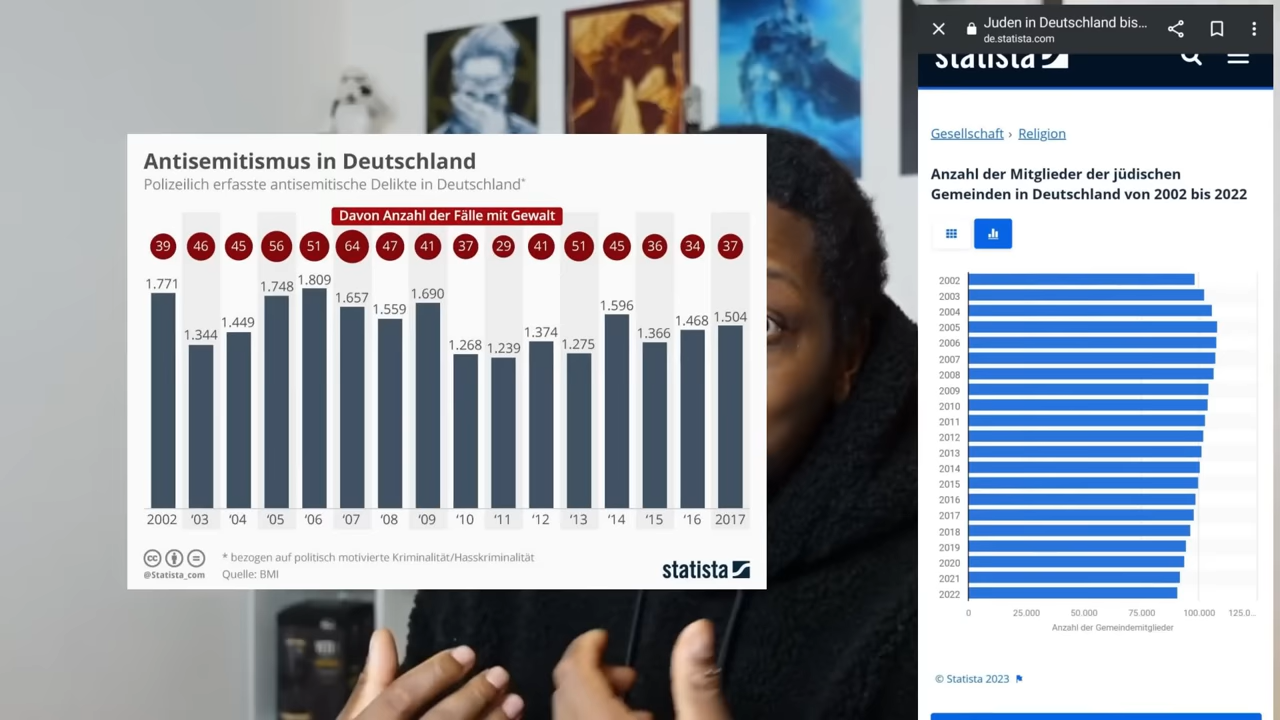 Antisemitismus in Deutschland
Polizeilich erfasste antisemitische Delikte in Deutschland*
Davon Anzahl der Fälle mit Gewalt
39 46 45 56 51 64 47 41 37 29 41 51 45 36 34 37
1.771 1.344 1.449 1.748 1.809 1.657 1.559 1.690 1.268 1.239 1.374 1.275 1.596 1.366 1.468 1.504
2002 '03 '04 '05 '06 '07 '08 '09 '10 '11 '12 '13 '14 '15 '16 2017
@Statista_com
* bezogen auf politisch motivierte Kriminalität/Hasskriminalität
Quelle: BMI
statista
Juden in Deutschland bis...
de.statista.com
statista
Gesellschaft › Religion
Anzahl der Mitglieder der jüdischen
Gemeinden in Deutschland von 2002 bis 2022
2002
2003
2004
2005
2006
2007
2008
2009
2010
2011
2012
2013
2014
2015
2016
2017
2018
2019
2020
2021
2022
0 25.000 50.000 75.000 100.000 125.0...
Anzahl der Gemeindemitglieder
© Statista 2023